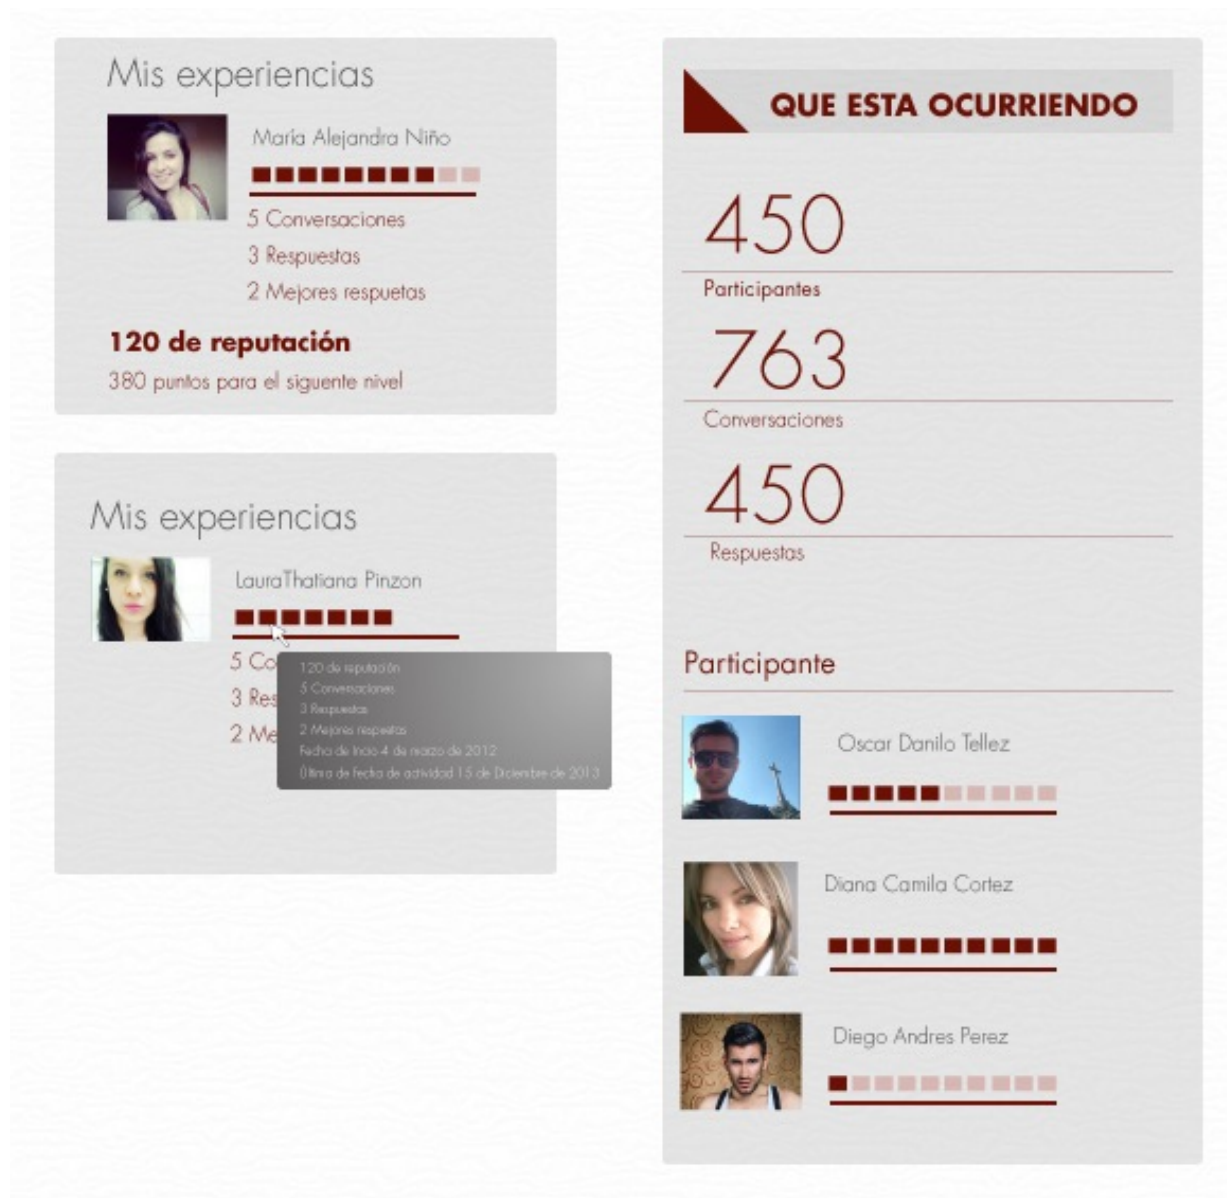 Mis experiencias
María Alejandra Niño
5 Conversaciones
3 Respuestas
2 Mejores respuetas
120 de reputación
380 puntos para el siguente nivel
Mis experiencias
LauraThatiana Pinzon
5 Co
3 Res
2 Me
120 de reputación
5 Conversaciones
3 Respuestas
2 Mejores respuetas
Fecha de Incio 4 de marzo de 2012
Última de fecha de actividad 15 de Diciembre de 2013
QUE ESTA OCURRIENDO
450
Participantes
763
Conversaciones
450
Respuestas
Participante
Oscar Danilo Tellez
Diana Camila Cortez
Diego Andres Perez